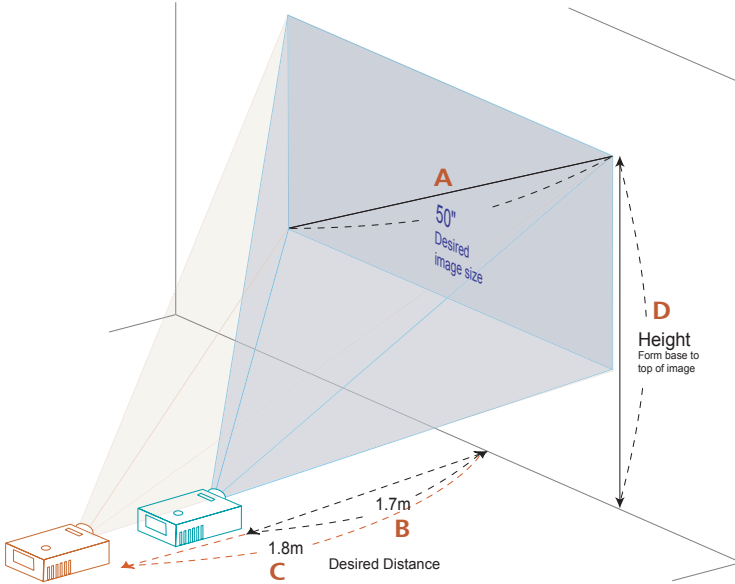 A
50"
Desired
image size
D
Height
Form base to
top of image
1.7m
B
1.8m
C
Desired Distance